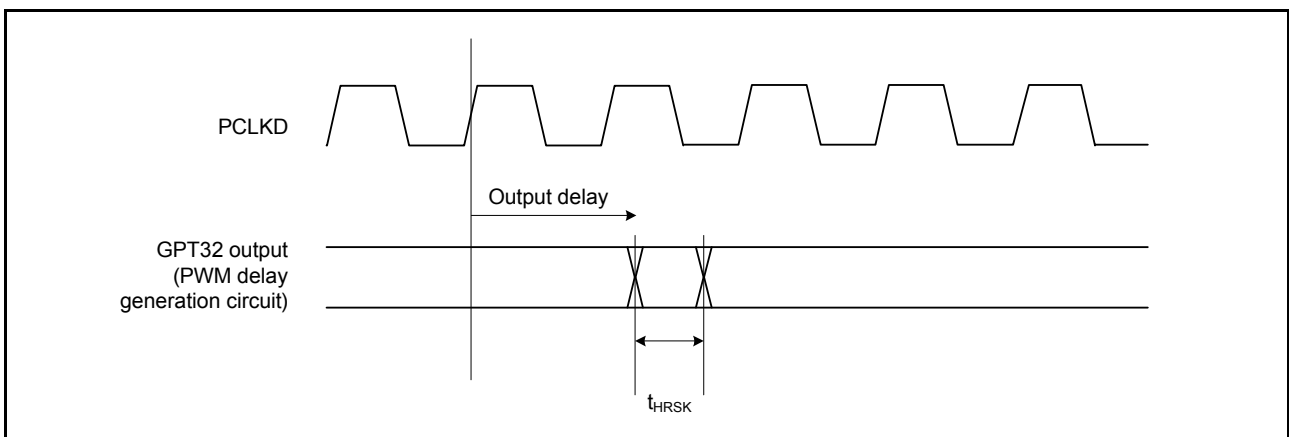 PCLKD
Output delay
GPT32 output
(PWM delay
generation circuit)
tHRSK